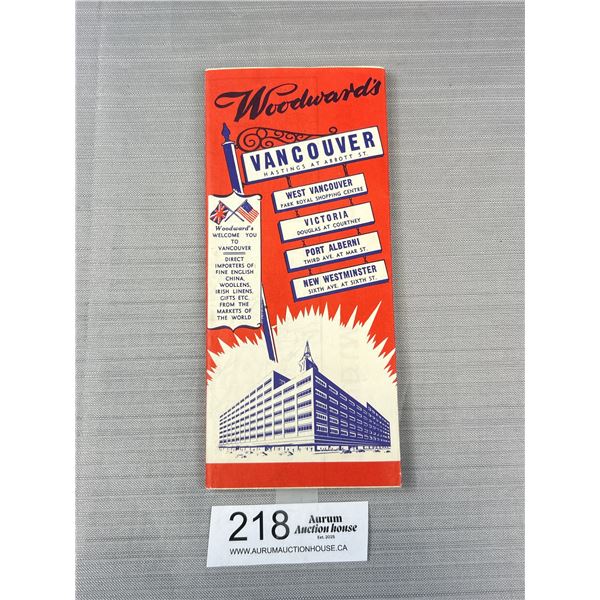 Woodward's
VANCOUVER
HASTINGS AT ABBOTT ST.
WEST VANCOUVER
PARK ROYAL SHOPPING CENTRE
VICTORIA
DOUGLAS AT COURTNEY
PORT ALBERNI
THIRD AVE. AT MAR ST.
NEW WESTMINSTER
SIXTH AVE. AT SIXTH ST.
Woodward's
WELCOME YOU
TO
VANCOUVER
DIRECT
IMPORTERS OF
FINE ENGLISH
CHINA,
WOOLLENS,
IRISH LINENS,
GIFTS ETC.
FROM THE
MARKETS OF
THE WORLD
218
Aurum
Auction house
Est. 2025
WWW.AURUMAUCTIONHOUSE.CA